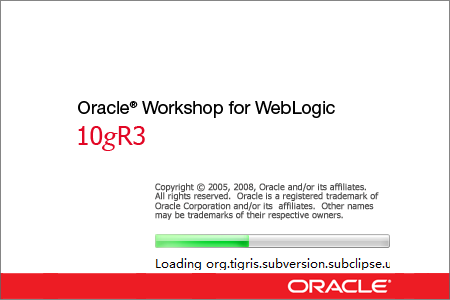 Oracle® Workshop for WebLogic
10gR3
Copyright © 2005, 2008, Oracle and/or its affiliates.
All rights reserved. Oracle is a registered trademark of
Oracle Corporation and/or its affiliates. Other names
may be trademarks of their respective owners.
Loading org.tigris.subversion.subclipse.u
ORACLE®